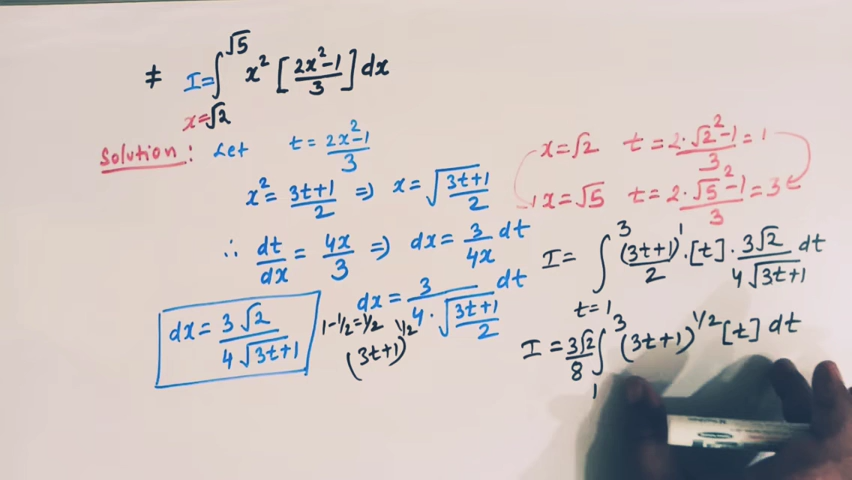 ≠ I = ∫_{x=√2}^{√5} x² [ (2x²-1)/3 ] dx
Solution : Let t = (2x²-1)/3
x² = (3t+1)/2 ⇒ x = √((3t+1)/2)
∴ dt/dx = 4x/3 ⇒ dx = 3/(4x) dt
dx = 3/(4·√((3t+1)/2)) dt
dx = 3√2/(4√(3t+1))
1-1/2=1/2
(3t+1)^{1/2}
x=√2 t = (2·√2²-1)/3 = 1
x=√5 t = (2·√5²-1)/3 = 3
I = ∫_{t=1}^{3} (3t+1)¹/2 · [t] · 3√2/(4√(3t+1)) dt
I = 3√2/8 ∫_{1}^{3} (3t+1)^{1/2} [t] dt